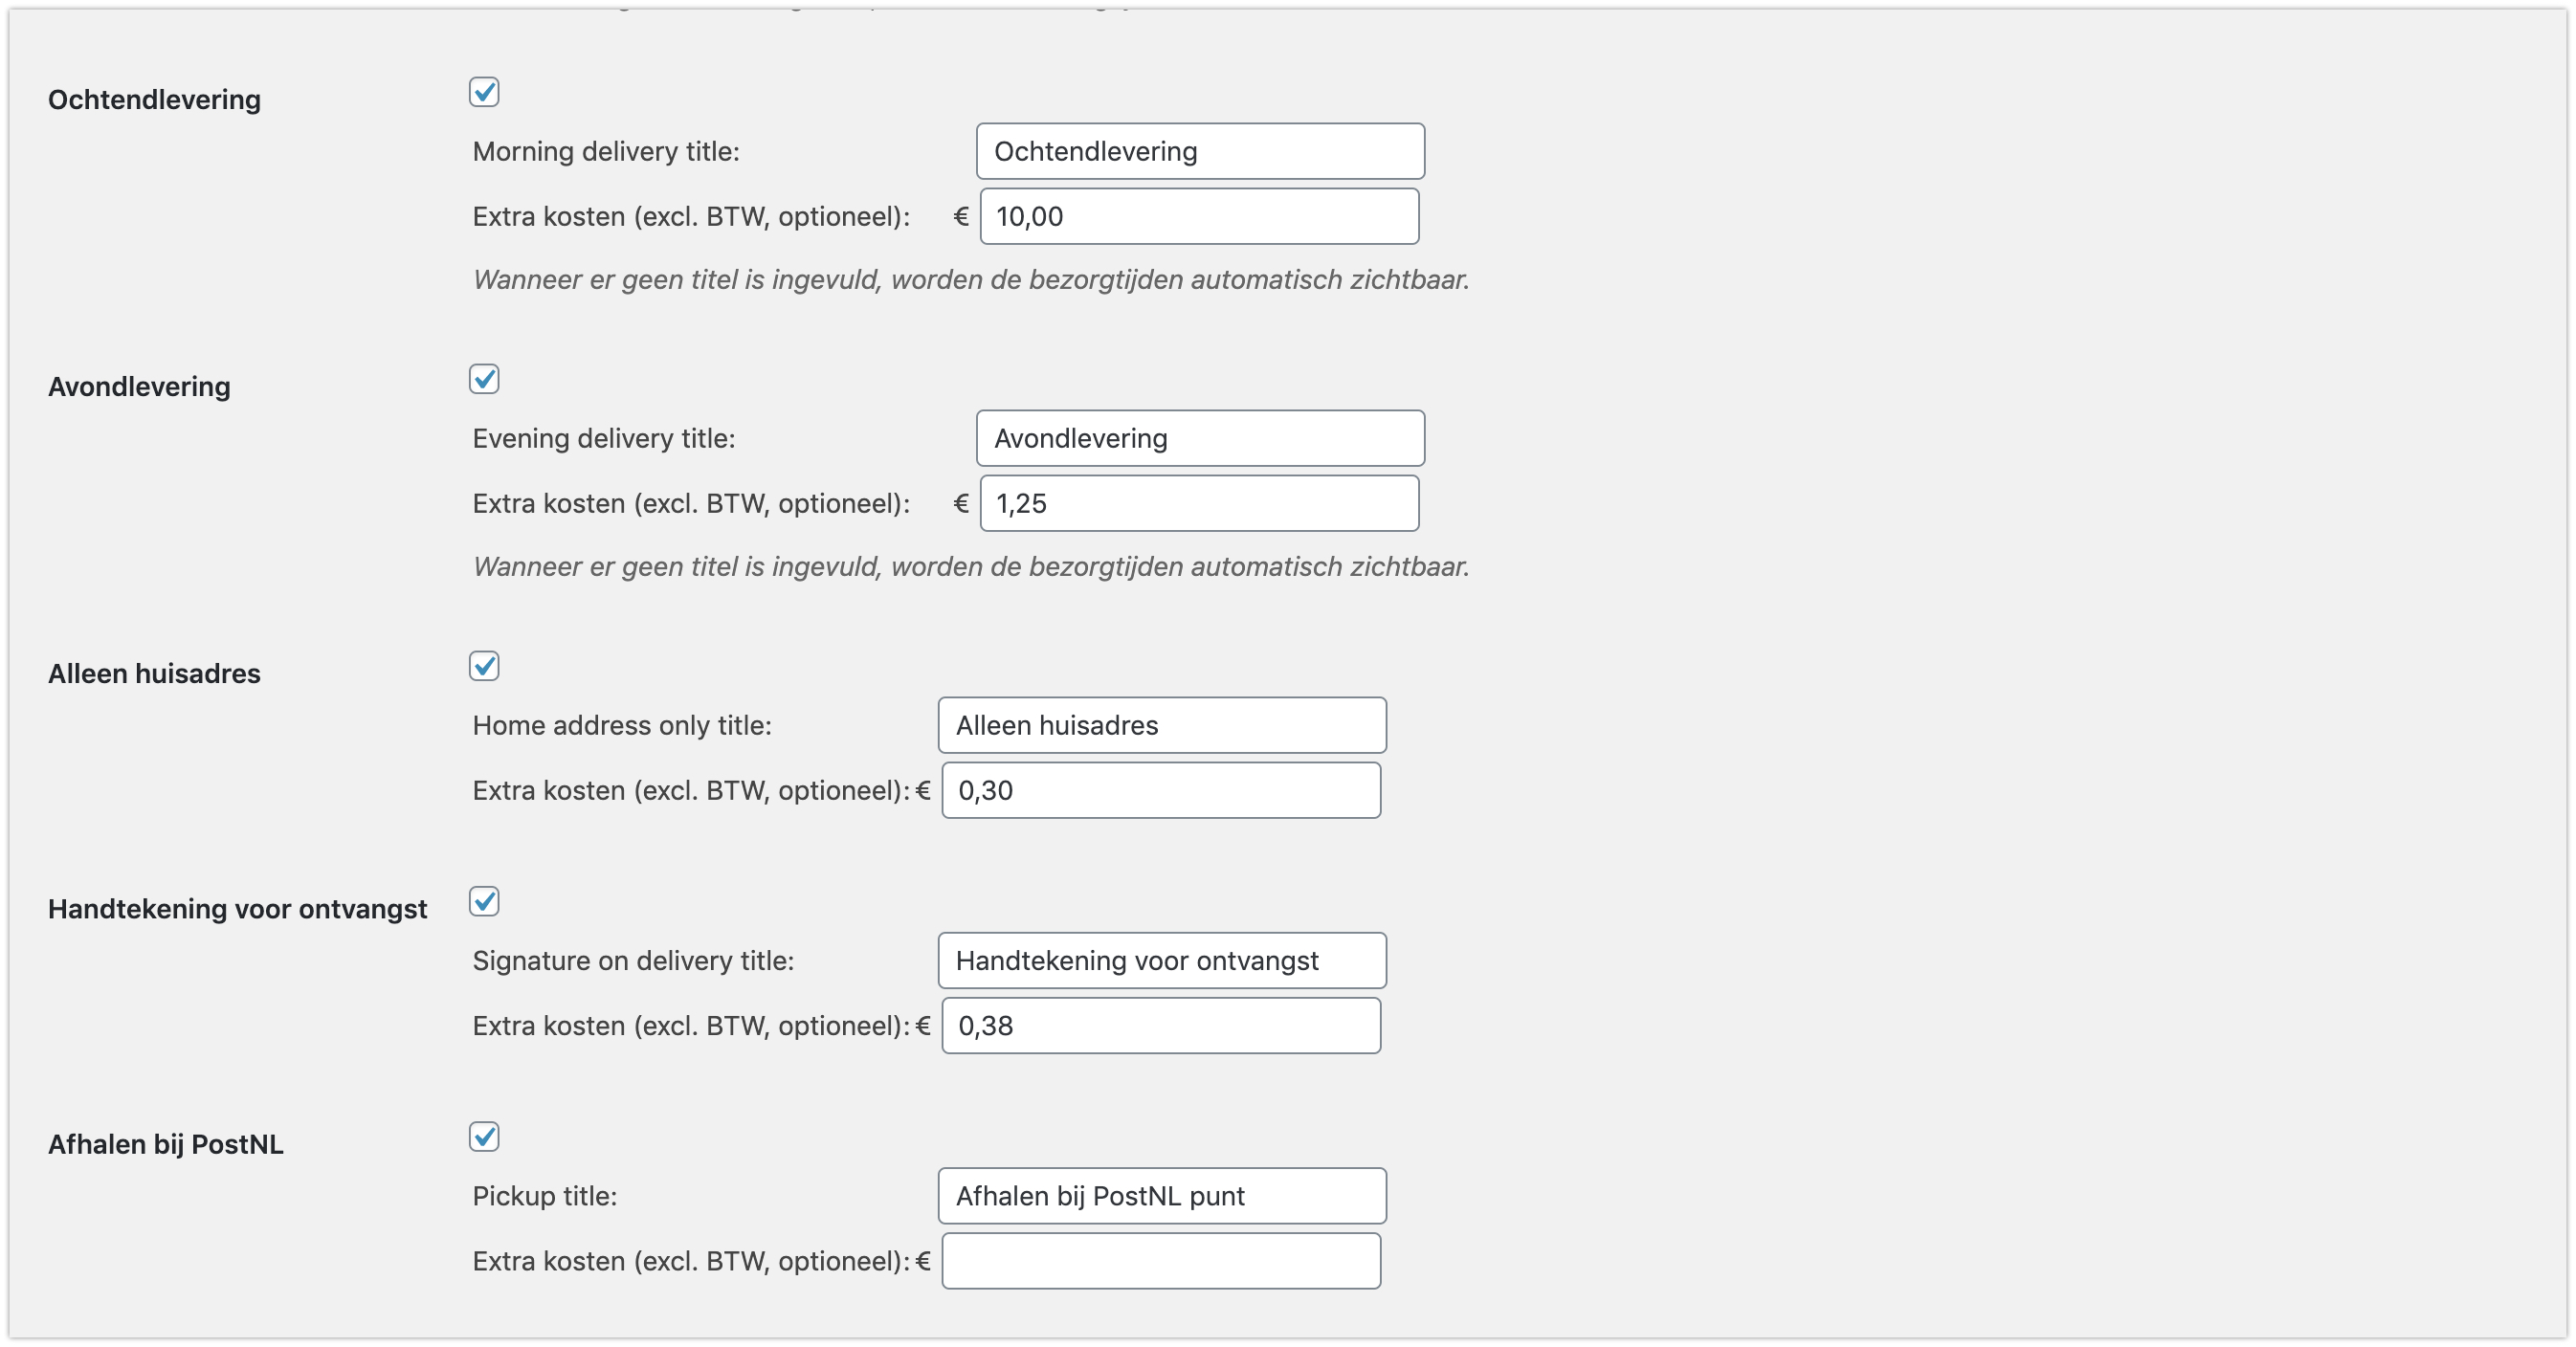 Ochtendlevering
Morning delivery title: Ochtendlevering
Extra kosten (excl. BTW, optioneel): € 10,00
Wanneer er geen titel is ingevuld, worden de bezorgtijden automatisch zichtbaar.
Avondlevering
Evening delivery title: Avondlevering
Extra kosten (excl. BTW, optioneel): € 1,25
Wanneer er geen titel is ingevuld, worden de bezorgtijden automatisch zichtbaar.
Alleen huisadres
Home address only title: Alleen huisadres
Extra kosten (excl. BTW, optioneel): € 0,30
Handtekening voor ontvangst
Signature on delivery title: Handtekening voor ontvangst
Extra kosten (excl. BTW, optioneel): € 0,38
Afhalen bij PostNL
Pickup title: Afhalen bij PostNL punt
Extra kosten (excl. BTW, optioneel): €